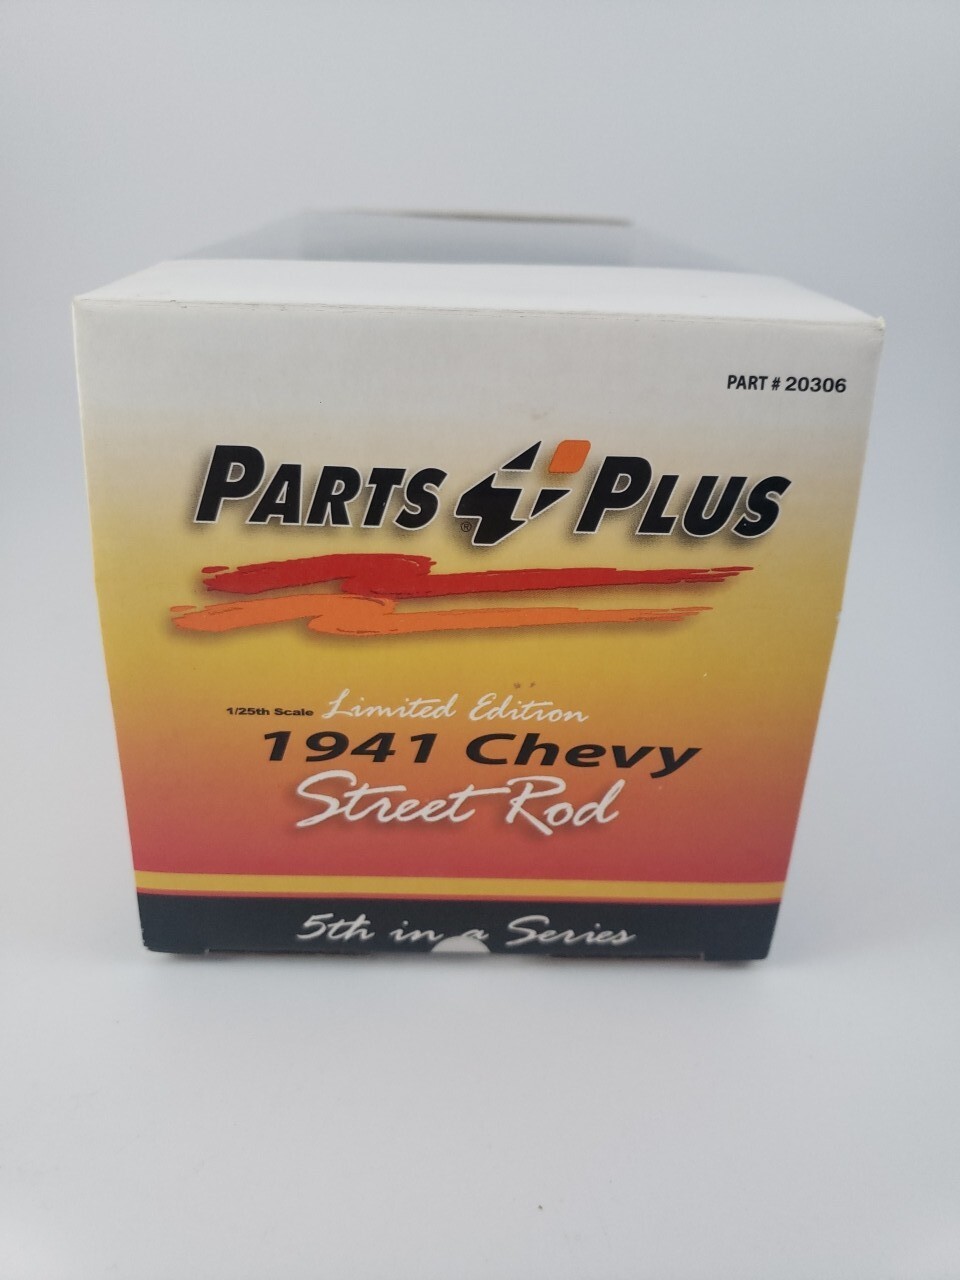 PART # 20306
PARTS PLUS
®
1/25th Scale Limited Edition
1941 Chevy
Street Rod
5th in a Series